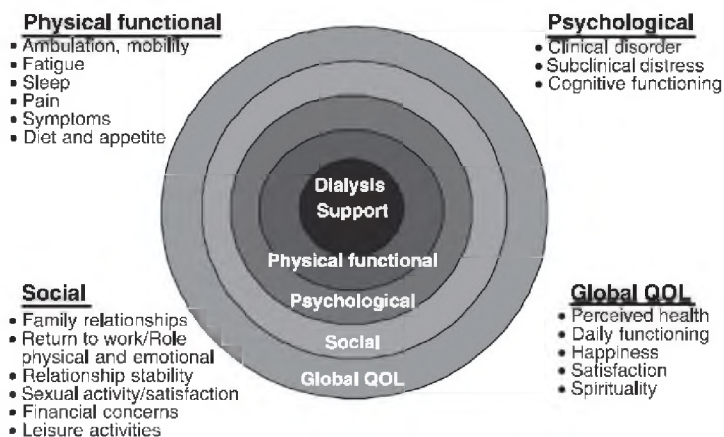 Physical functional
• Ambulation, mobility
• Fatigue
• Sleep
• Pain
• Symptoms
• Diet and appetite
Psychological
• Clinical disorder
• Subclinical distress
• Cognitive functioning
Dialysis
Support
Physical functional
Psychological
Social
Global QOL
Social
• Family relationships
• Return to work/Role
physical and emotional
• Relationship stability
• Sexual activity/satisfaction
• Financial concerns
• Leisure activities
Global QOL
• Perceived health
• Daily functioning
• Happiness
• Satisfaction
• Spirituality